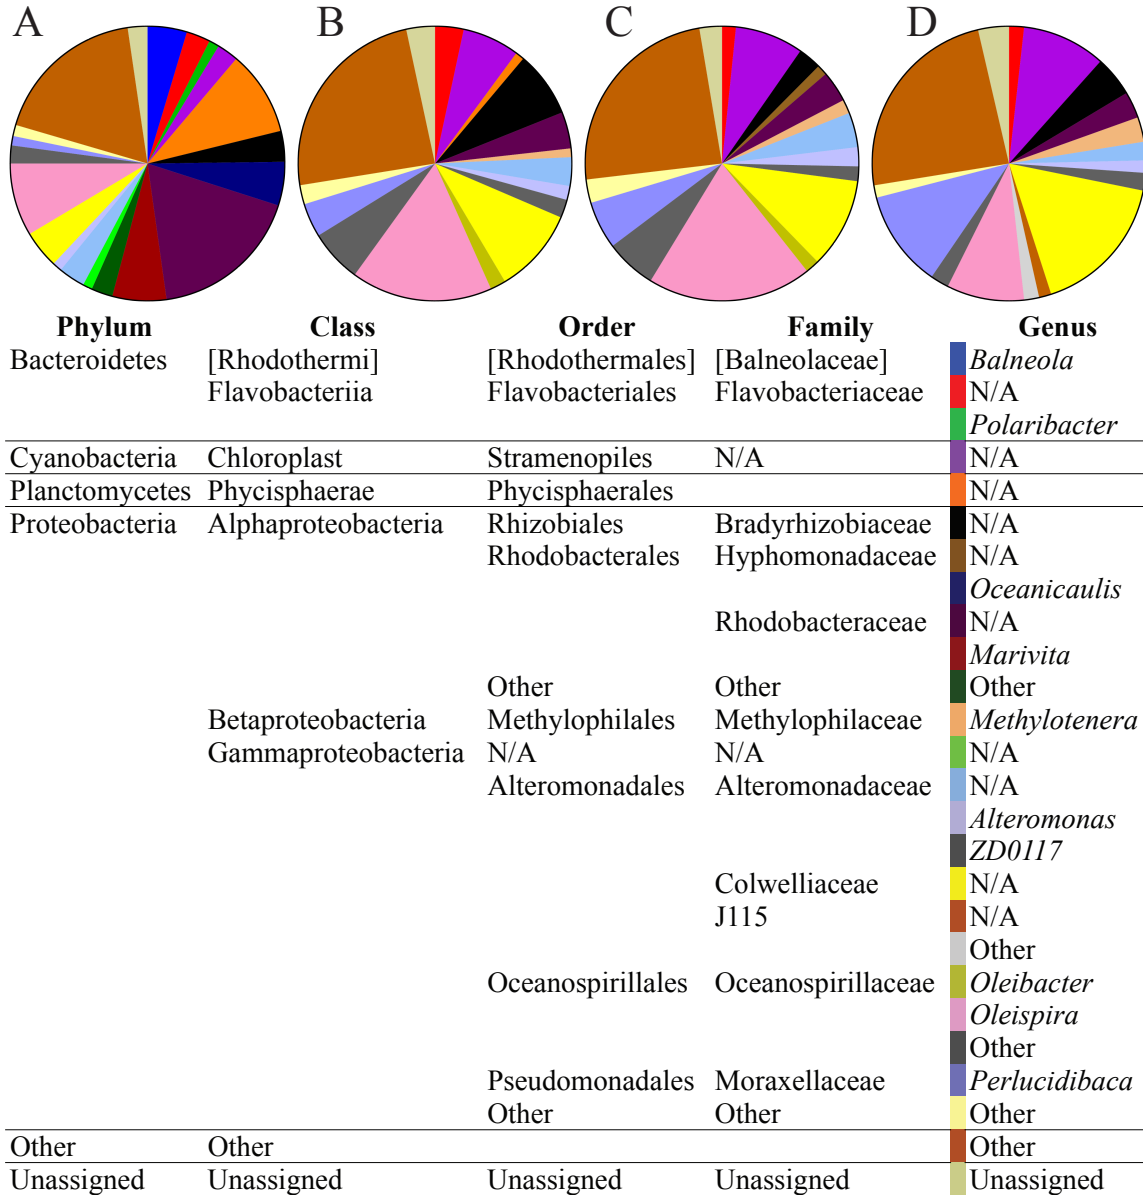 A B C D
Phylum Class Order Family Genus
Bacteroidetes [Rhodothermi] [Rhodothermales] [Balneolaceae] Balneola
Flavobacteriia Flavobacteriales Flavobacteriaceae N/A
Polaribacter
Cyanobacteria Chloroplast Stramenopiles N/A N/A
Planctomycetes Phycisphaerae Phycisphaerales N/A
Proteobacteria Alphaproteobacteria Rhizobiales Bradyrhizobiaceae N/A
Rhodobacterales Hyphomonadaceae N/A
Oceanicaulis
Rhodobacteraceae N/A
Marivita
Other Other Other
Betaproteobacteria Methylophilales Methylophilaceae Methylotenera
Gammaproteobacteria N/A N/A N/A
Alteromonadales Alteromonadaceae N/A
Alteromonas
ZD0117
Colwelliaceae N/A
J115 N/A
Other
Oceanospirillales Oceanospirillaceae Oleibacter
Oleispira
Other
Pseudomonadales Moraxellaceae Perlucidibaca
Other Other Other
Other Other Other
Unassigned Unassigned Unassigned Unassigned Unassigned